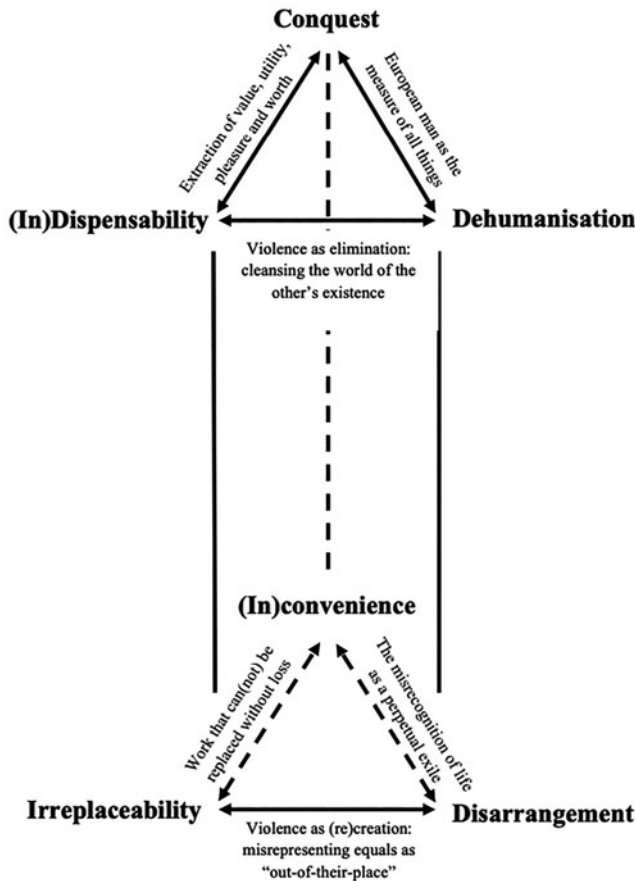 Conquest
Extraction of value, utility,
pleasure and worth
European man as the
measure of all things
(In)Dispensability
Dehumanisation
Violence as elimination:
cleansing the world of the
other's existence
(In)convenience
Work that can(not) be
replaced without loss
The misrecognition of life
as a perpetual exile
Irreplaceability
Disarrangement
Violence as (re)creation:
misrepresenting equals as
“out-of-their-place”